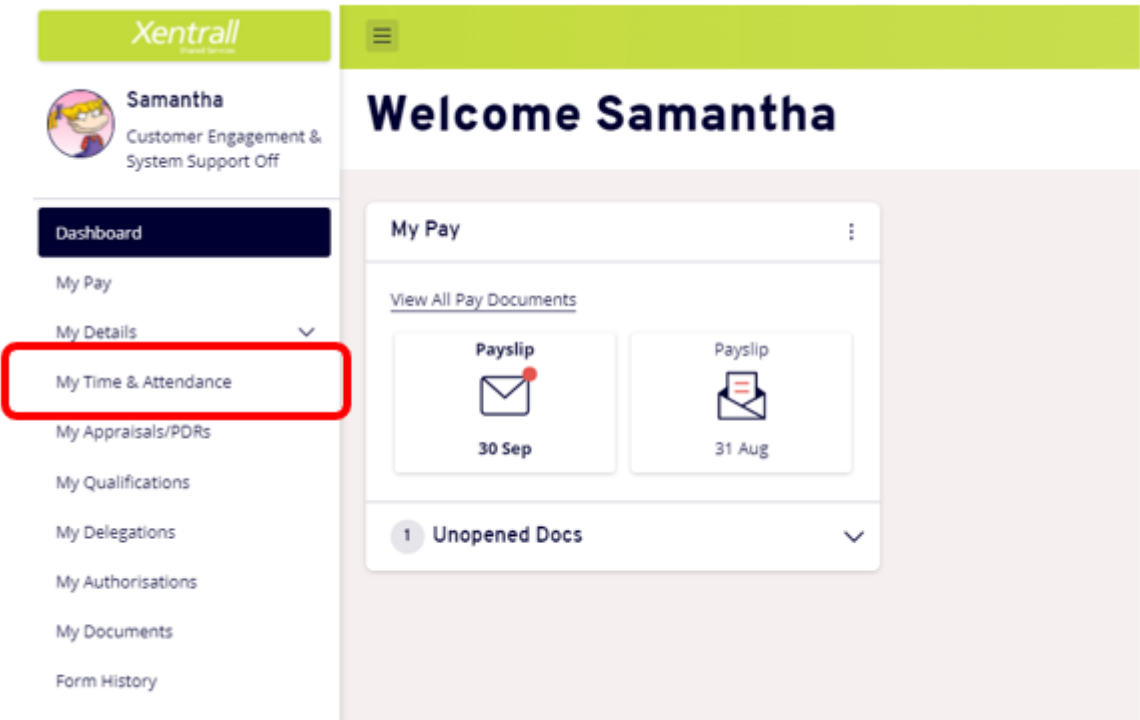 Xentrall
Shared Services
Samantha
Customer Engagement &
System Support Off
Dashboard
My Pay
My Details
My Time & Attendance
My Appraisals/PDRs
My Qualifications
My Delegations
My Authorisations
My Documents
Form History
Welcome Samantha
My Pay
View All Pay Documents
Payslip
30 Sep
Payslip
31 Aug
1 Unopened Docs